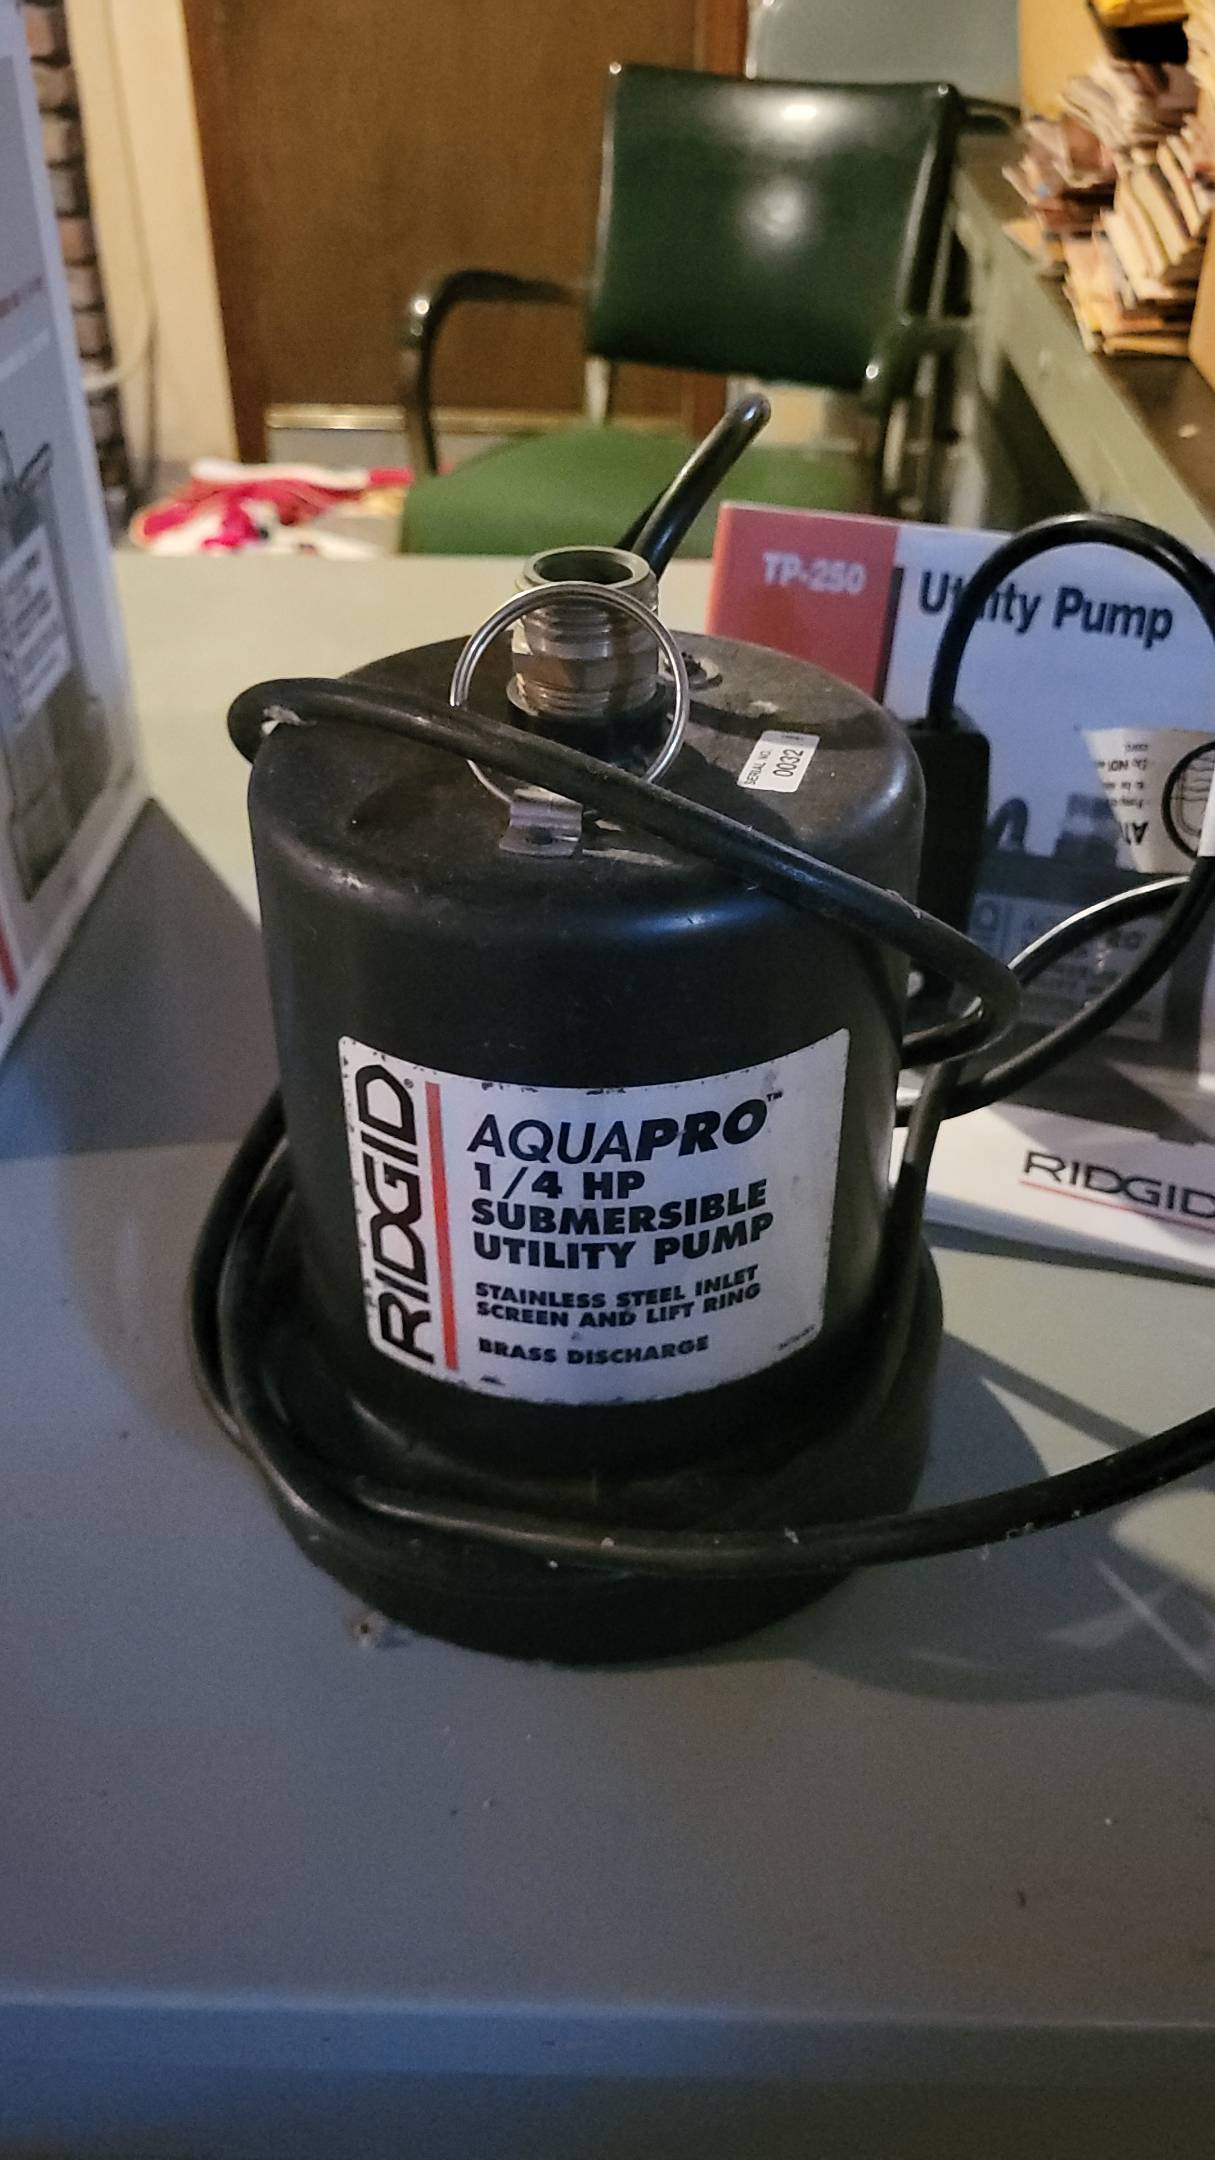 TP-250
Utility Pump
SERIAL NO.
0032
RIDGID®
AQUAPRO™
1/4 HP
SUBMERSIBLE
UTILITY PUMP
STAINLESS STEEL INLET
SCREEN AND LIFT RING
BRASS DISCHARGE
RIDGID